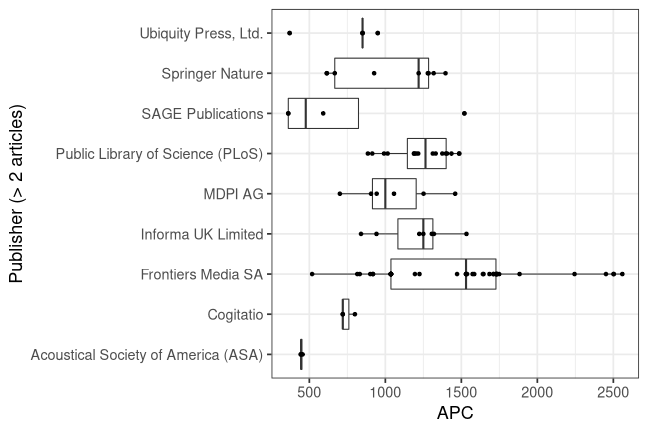 Publisher (> 2 articles)
Ubiquity Press, Ltd.
Springer Nature
SAGE Publications
Public Library of Science (PLoS)
MDPI AG
Informa UK Limited
Frontiers Media SA
Cogitatio
Acoustical Society of America (ASA)
500 1000 1500 2000 2500
APC